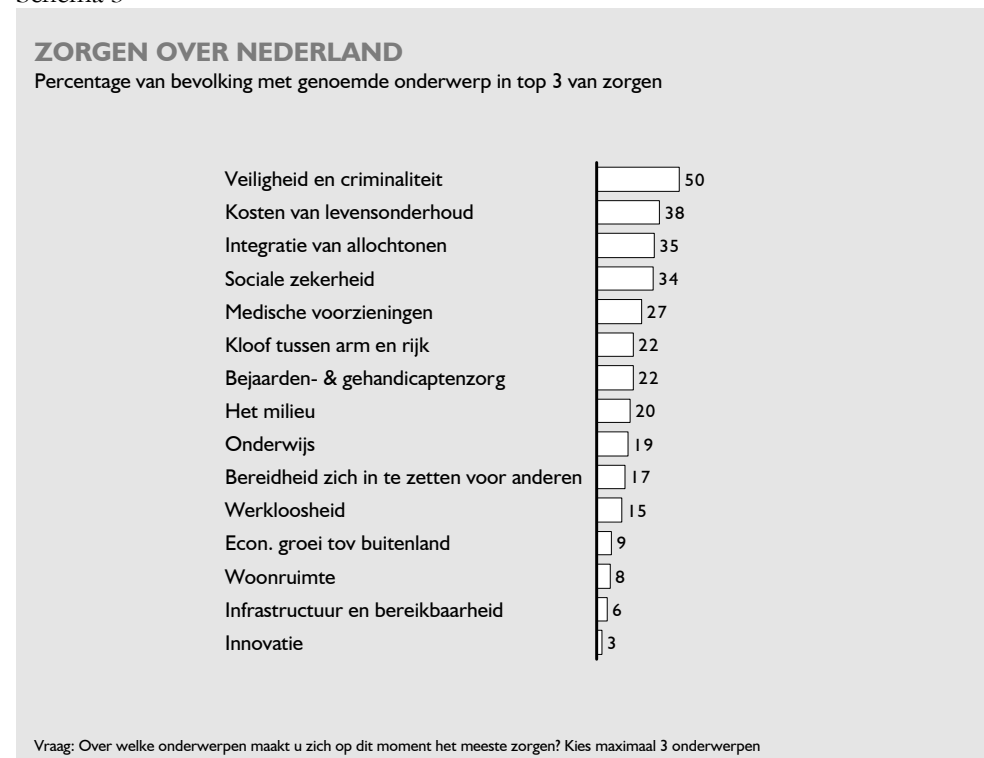 ZORGEN OVER NEDERLAND
Percentage van bevolking met genoemde onderwerp in top 3 van zorgen
Veiligheid en criminaliteit 50
Kosten van levensonderhoud 38
Integratie van allochtonen 35
Sociale zekerheid 34
Medische voorzieningen 27
Kloof tussen arm en rijk 22
Bejaarden- & gehandicaptenzorg 22
Het milieu 20
Onderwijs 19
Bereidheid zich in te zetten voor anderen 17
Werkloosheid 15
Econ. groei tov buitenland 9
Woonruimte 8
Infrastructuur en bereikbaarheid 6
Innovatie 3
Vraag: Over welke onderwerpen maakt u zich op dit moment het meeste zorgen? Kies maximaal 3 onderwerpen